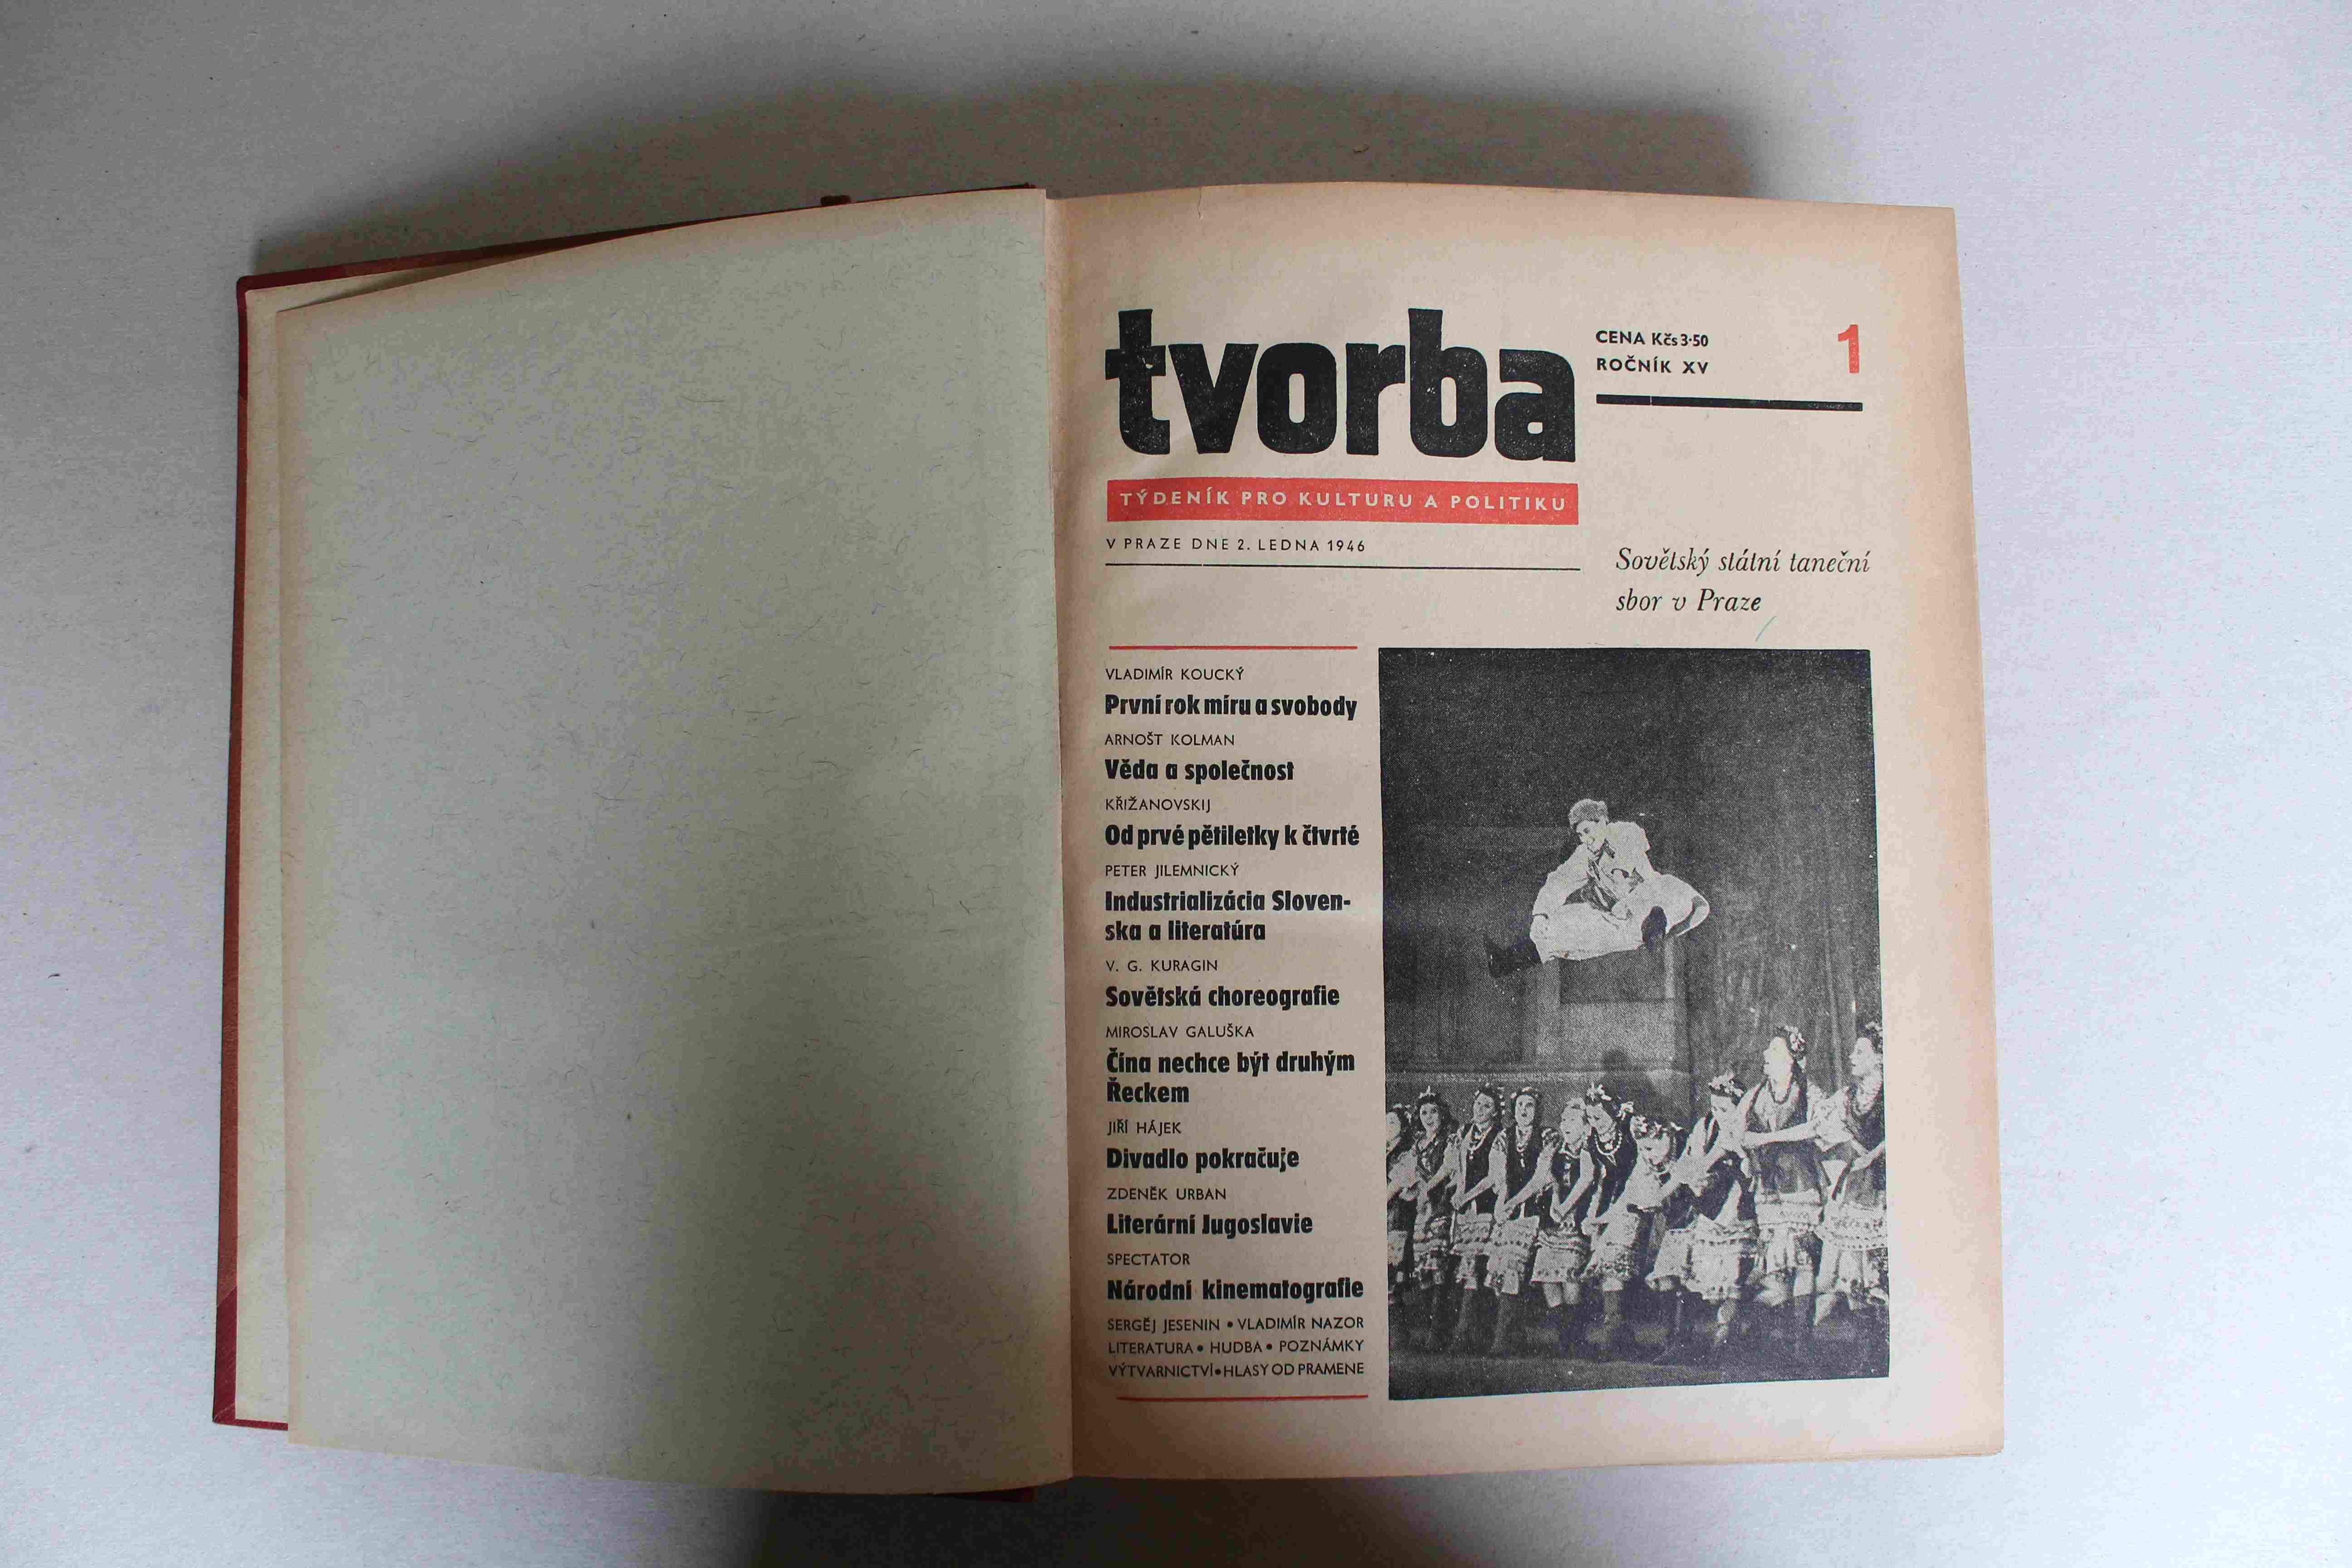 tvorba
CENA Kčs 3·50
ROČNÍK XV
1
TÝDENÍK PRO KULTURU A POLITIKU
V PRAZE DNE 2. LEDNA 1946
Sovětský státní taneční
sbor v Praze
VLADIMÍR KOUCKÝ
První rok míru a svobody
ARNOŠT KOLMAN
Věda a společnost
KŘIŽANOVSKIJ
Od prvé pětiletky k čtvrté
PETER JILEMNICKÝ
Industrializácia Sloven-
ska a literatúra
V. G. KURAGIN
Sovětská choreografie
MIROSLAV GALUŠKA
Čína nechce být druhým
Řeckem
JIŘÍ HÁJEK
Divadlo pokračuje
ZDENĚK URBAN
Literární Jugoslavie
SPECTATOR
Národní kinematografie
SERGĚJ JESENIN • VLADIMÍR NAZOR
LITERATURA • HUDBA • POZNÁMKY
VÝTVARNICTVÍ • HLASY OD PRAMENE